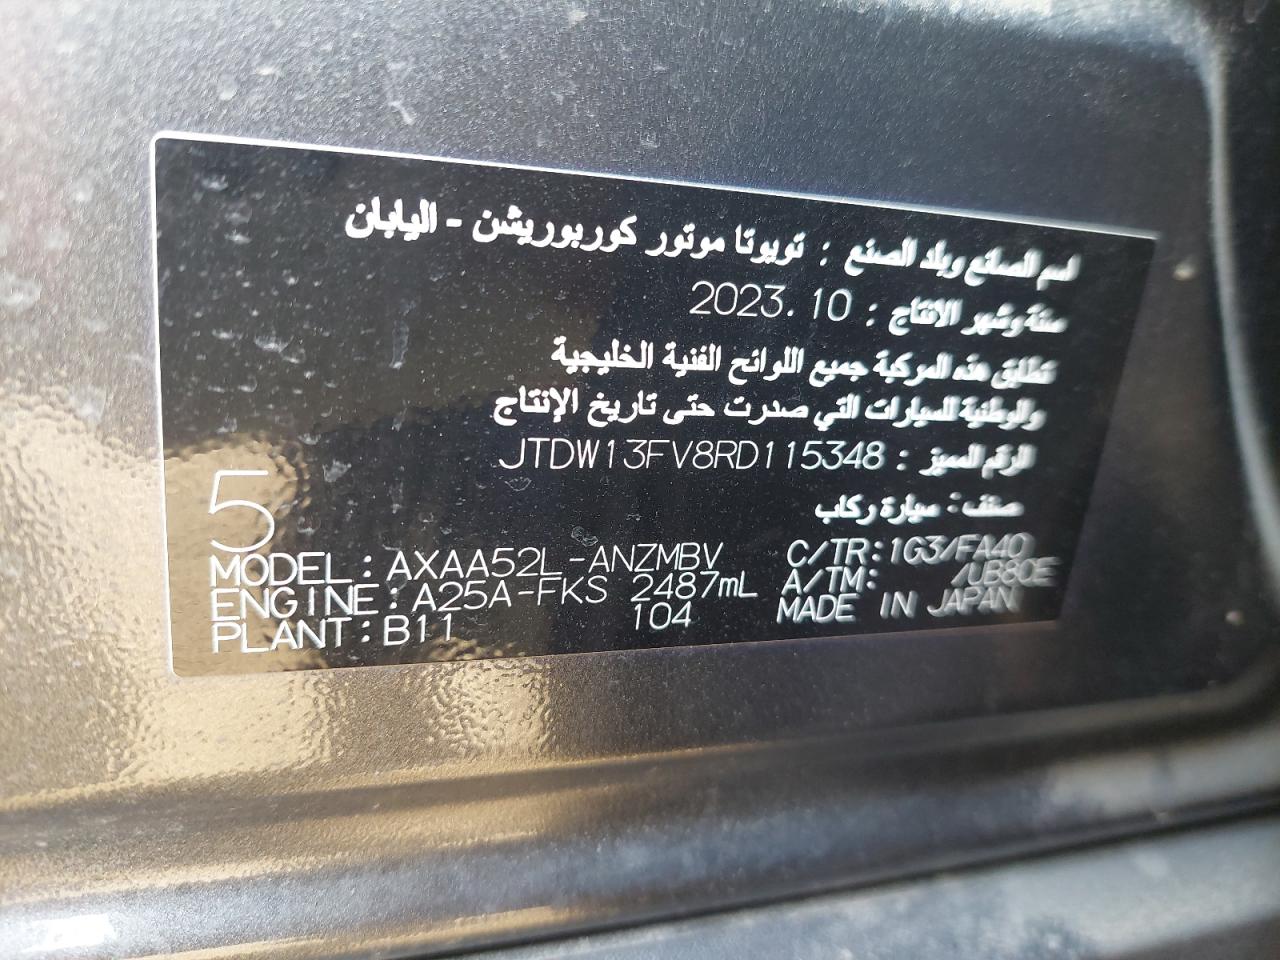 اسم الصانع وبلد الصنع : تويوتا موتور كوربوريشن - اليابان
سنة وشهر الانتاج : 2023.10
تطابق هذه المركبة جميع اللوائح الفنية الخليجية
والوطنية للسيارات التي صدرت حتى تاريخ الإنتاج
الرقم المميز : JTDW13FV8RD115348
صنف : سيارة ركاب
5
MODEL : AXAA52L-ANZMBV C/TR:1G3/FA40
ENGINE : A25A-FKS 2487mL A/TM: /UB80E
PLANT : B11 104 MADE IN JAPAN